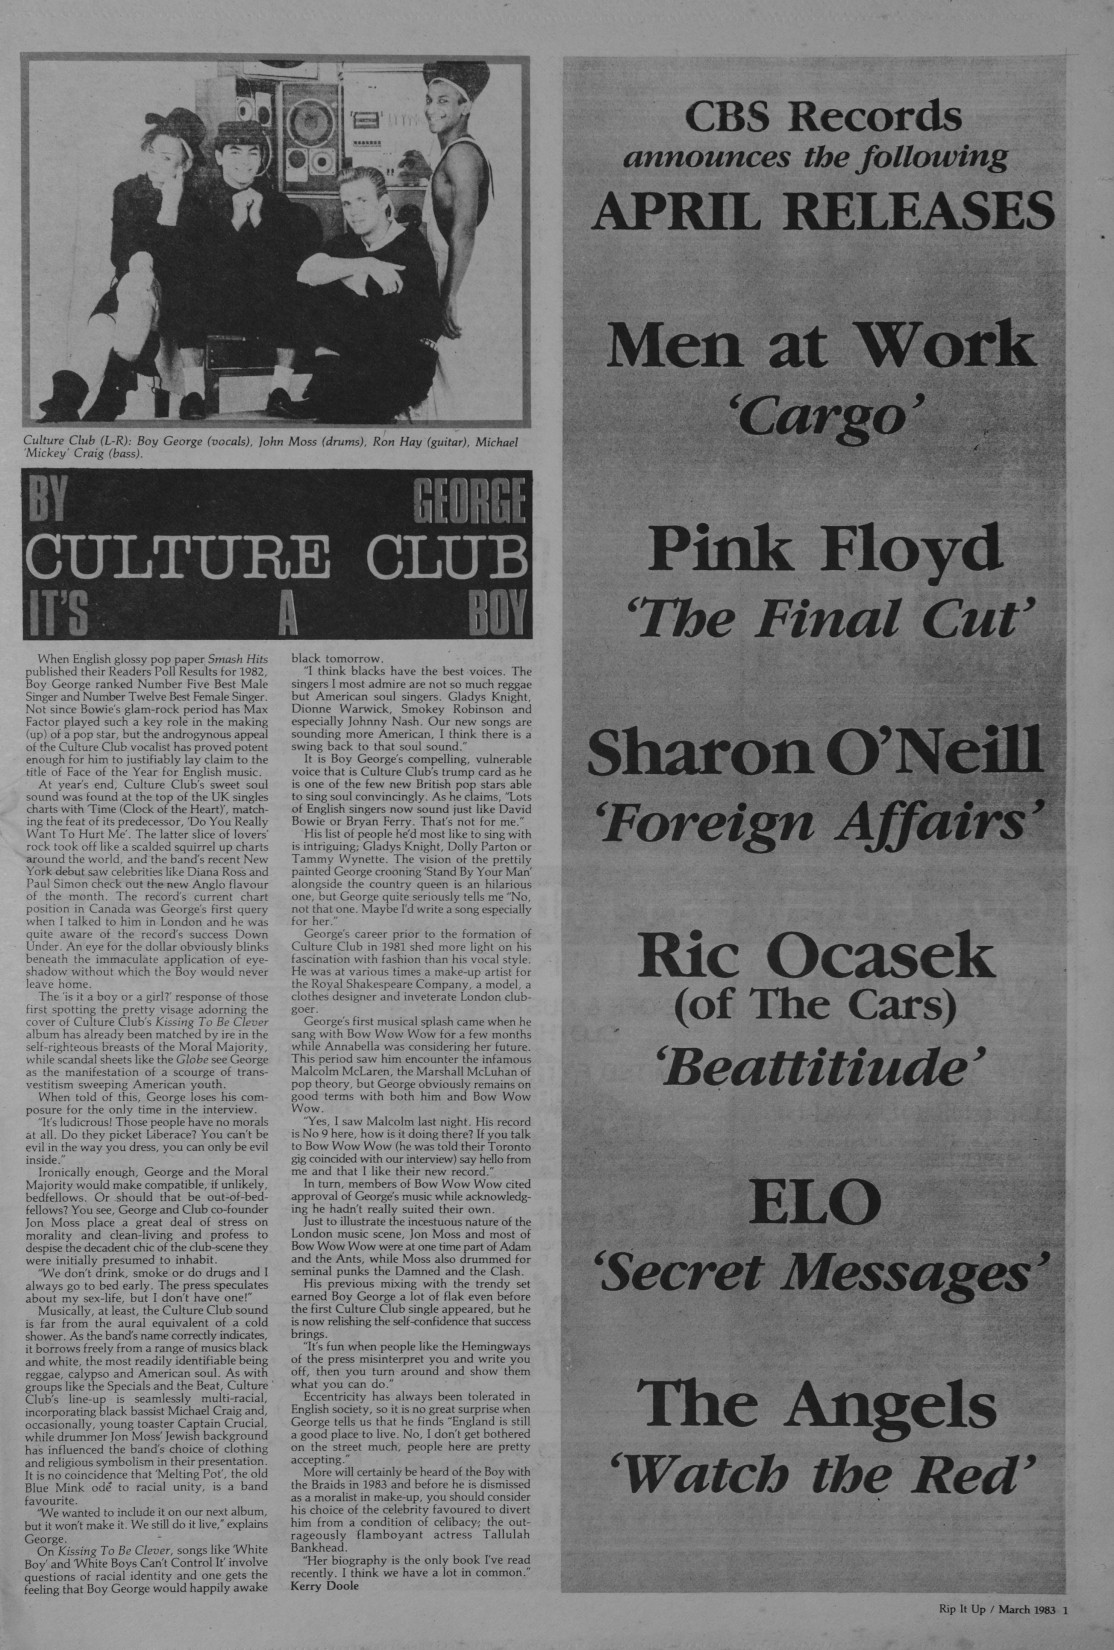 Culture Club (L-R): Boy George (vocals), John Moss (drums), Ron Hay (guitar), Michael
'Mickey' Craig (bass).
BY GEORGE
CULTURE CLUB
IT'S A BOY
When English glossy pop paper Smash Hits
published their Readers Poll Results for 1982,
Boy George ranked Number Five Best Male
Singer and Number Twelve Best Female Singer.
Not since Bowie's glam-rock period has Max
Factor played such a key role in the making
(up) of a pop star, but the androgynous appeal
of the Culture Club vocalist has proved potent
enough for him to justifiably lay claim to the
title of Face of the Year for English music.
At year's end, Culture Club's sweet soul
sound was found at the top of the UK singles
charts with 'Time (Clock of the Heart)', match-
ing the feat of its predecessor, 'Do You Really
Want To Hurt Me'. The latter slice of lovers'
rock took off like a scalded squirrel up charts
around the world, and the band's recent New
York debut saw celebrities like Diana Ross and
Paul Simon check out the new Anglo flavour
of the month. The record's current chart
position in Canada was George's first query
when I talked to him in London and he was
quite aware of the record's success Down
Under. An eye for the dollar obviously blinks
beneath the immaculate application of eye-
shadow without which the Boy would never
leave home.
The 'is it a boy or a girl?' response of those
first spotting the pretty visage adorning the
cover of Culture Club's Kissing To Be Clever
album has already been matched by ire in the
self-righteous breasts of the Moral Majority,
while scandal sheets like the Globe see George
as the manifestation of a scourge of trans-
vestitism sweeping American youth.
When told of this, George loses his com-
posure for the only time in the interview.
"It's ludicrous! Those people have no morals
at all. Do they picket Liberace? You can't be
evil in the way you dress, you can only be evil
inside."
Ironically enough, George and the Moral
Majority would make compatible, if unlikely,
bedfellows. Or should that be out-of-bed-
fellows? You see, George and Club co-founder
Jon Moss place a great deal of stress on
morality and clean-living and profess to
despise the decadent chic of the club-scene they
were initially presumed to inhabit.
"We don't drink, smoke or do drugs and I
always go to bed early. The press speculates
about my sex-life, but I don't have one!"
Musically, at least, the Culture Club sound
is far from the aural equivalent of a cold
shower. As the band's name correctly indicates,
it borrows freely from a range of musics black
and white, the most readily identifiable being
reggae, calypso and American soul. As with
groups like the Specials and the Beat, Culture
Club's line-up is seamlessly multi-racial,
incorporating black bassist Michael Craig and,
occasionally, young toaster Captain Crucial,
while drummer Jon Moss' Jewish background
has influenced the band's choice of clothing
and religious symbolism in their presentation.
It is no coincidence that 'Melting Pot', the old
Blue Mink ode to racial unity, is a band
favourite.
"We wanted to include it on our next album,
but it won't make it. We still do it live," explains
George.
On Kissing To Be Clever, songs like 'White
Boy' and 'White Boys Can't Control It' involve
questions of racial identity and one gets the
feeling that Boy George would happily awake
black tomorrow.
"I think blacks have the best voices. The
singers I most admire are not so much reggae
but American soul singers. Gladys Knight,
Dionne Warwick, Smokey Robinson and
especially Johnny Nash. Our new songs are
sounding more American, I think there is a
swing back to that soul sound."
It is Boy George's compelling, vulnerable
voice that is Culture Club's trump card as he
is one of the few new British pop stars able
to sing soul convincingly. As he claims, "Lots
of English singers now sound just like David
Bowie or Bryan Ferry. That's not for me."
His list of people he'd most like to sing with
is intriguing; Gladys Knight, Dolly Parton or
Tammy Wynette. The vision of the prettily
painted George crooning 'Stand By Your Man'
alongside the country queen is an hilarious
one, but George quite seriously tells me "No,
not that one. Maybe I'd write a song especially
for her."
George's career prior to the formation of
Culture Club in 1981 shed more light on his
fascination with fashion than his vocal style.
He was at various times a make-up artist for
the Royal Shakespeare Company, a model, a
clothes designer and inveterate London club-
goer.
George's first musical splash came when he
sang with Bow Wow Wow for a few months
while Annabella was considering her future.
This period saw him encounter the infamous
Malcolm McLaren, the Marshall McLuhan of
pop theory, but George obviously remains on
good terms with both him and Bow Wow
Wow.
"Yes, I saw Malcolm last night. His record
is No 9 here, how is it doing there? If you talk
to Bow Wow Wow (he was told their Toronto
gig coincided with our interview) say hello from
me and that I like their new record."
In turn, members of Bow Wow Wow cited
approval of George's music while acknowledg-
ing he hadn't really suited their own.
Just to illustrate the incestuous nature of the
London music scene, Jon Moss and most of
Bow Wow Wow were at one time part of Adam
and the Ants, while Moss also drummed for
seminal punks the Damned and the Clash.
His previous mixing with the trendy set
earned Boy George a lot of flak even before
the first Culture Club single appeared, but he
is now relishing the self-confidence that success
brings.
"It's fun when people like the Hemingways
of the press misinterpret you and write you
off, then you turn around and show them
what you can do."
Eccentricity has always been tolerated in
English society, so it is no great surprise when
George tells us that he finds "England is still
a good place to live. No, I don't get bothered
on the street much, people here are pretty
accepting."
More will certainly be heard of the Boy with
the Braids in 1983 and before he is dismissed
as a moralist in make-up, you should consider
his choice of the celebrity favoured to divert
him from a condition of celibacy; the out-
rageously flamboyant actress Tallulah
Bankhead.
"Her biography is the only book I've read
recently. I think we have a lot in common."
Kerry Doole
CBS Records
announces the following
APRIL RELEASES
Men at Work
'Cargo'
Pink Floyd
'The Final Cut'
Sharon O'Neill
'Foreign Affairs'
Ric Ocasek
(of The Cars)
'Beattitiude'
ELO
'Secret Messages'
The Angels
'Watch the Red'
Rip It Up / March 1983 1